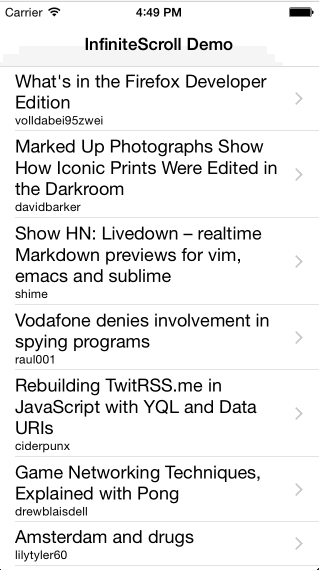 Carrier 4:49 PM
InfiniteScroll Demo
What's in the Firefox Developer
Edition
volldabei95zwei
Marked Up Photographs Show
How Iconic Prints Were Edited in
the Darkroom
davidbarker
Show HN: Livedown – realtime
Markdown previews for vim,
emacs and sublime
shime
Vodafone denies involvement in
spying programs
raul001
Rebuilding TwitRSS.me in
JavaScript with YQL and Data
URIs
ciderpunx
Game Networking Techniques,
Explained with Pong
drewblaisdell
Amsterdam and drugs
lilytyler60